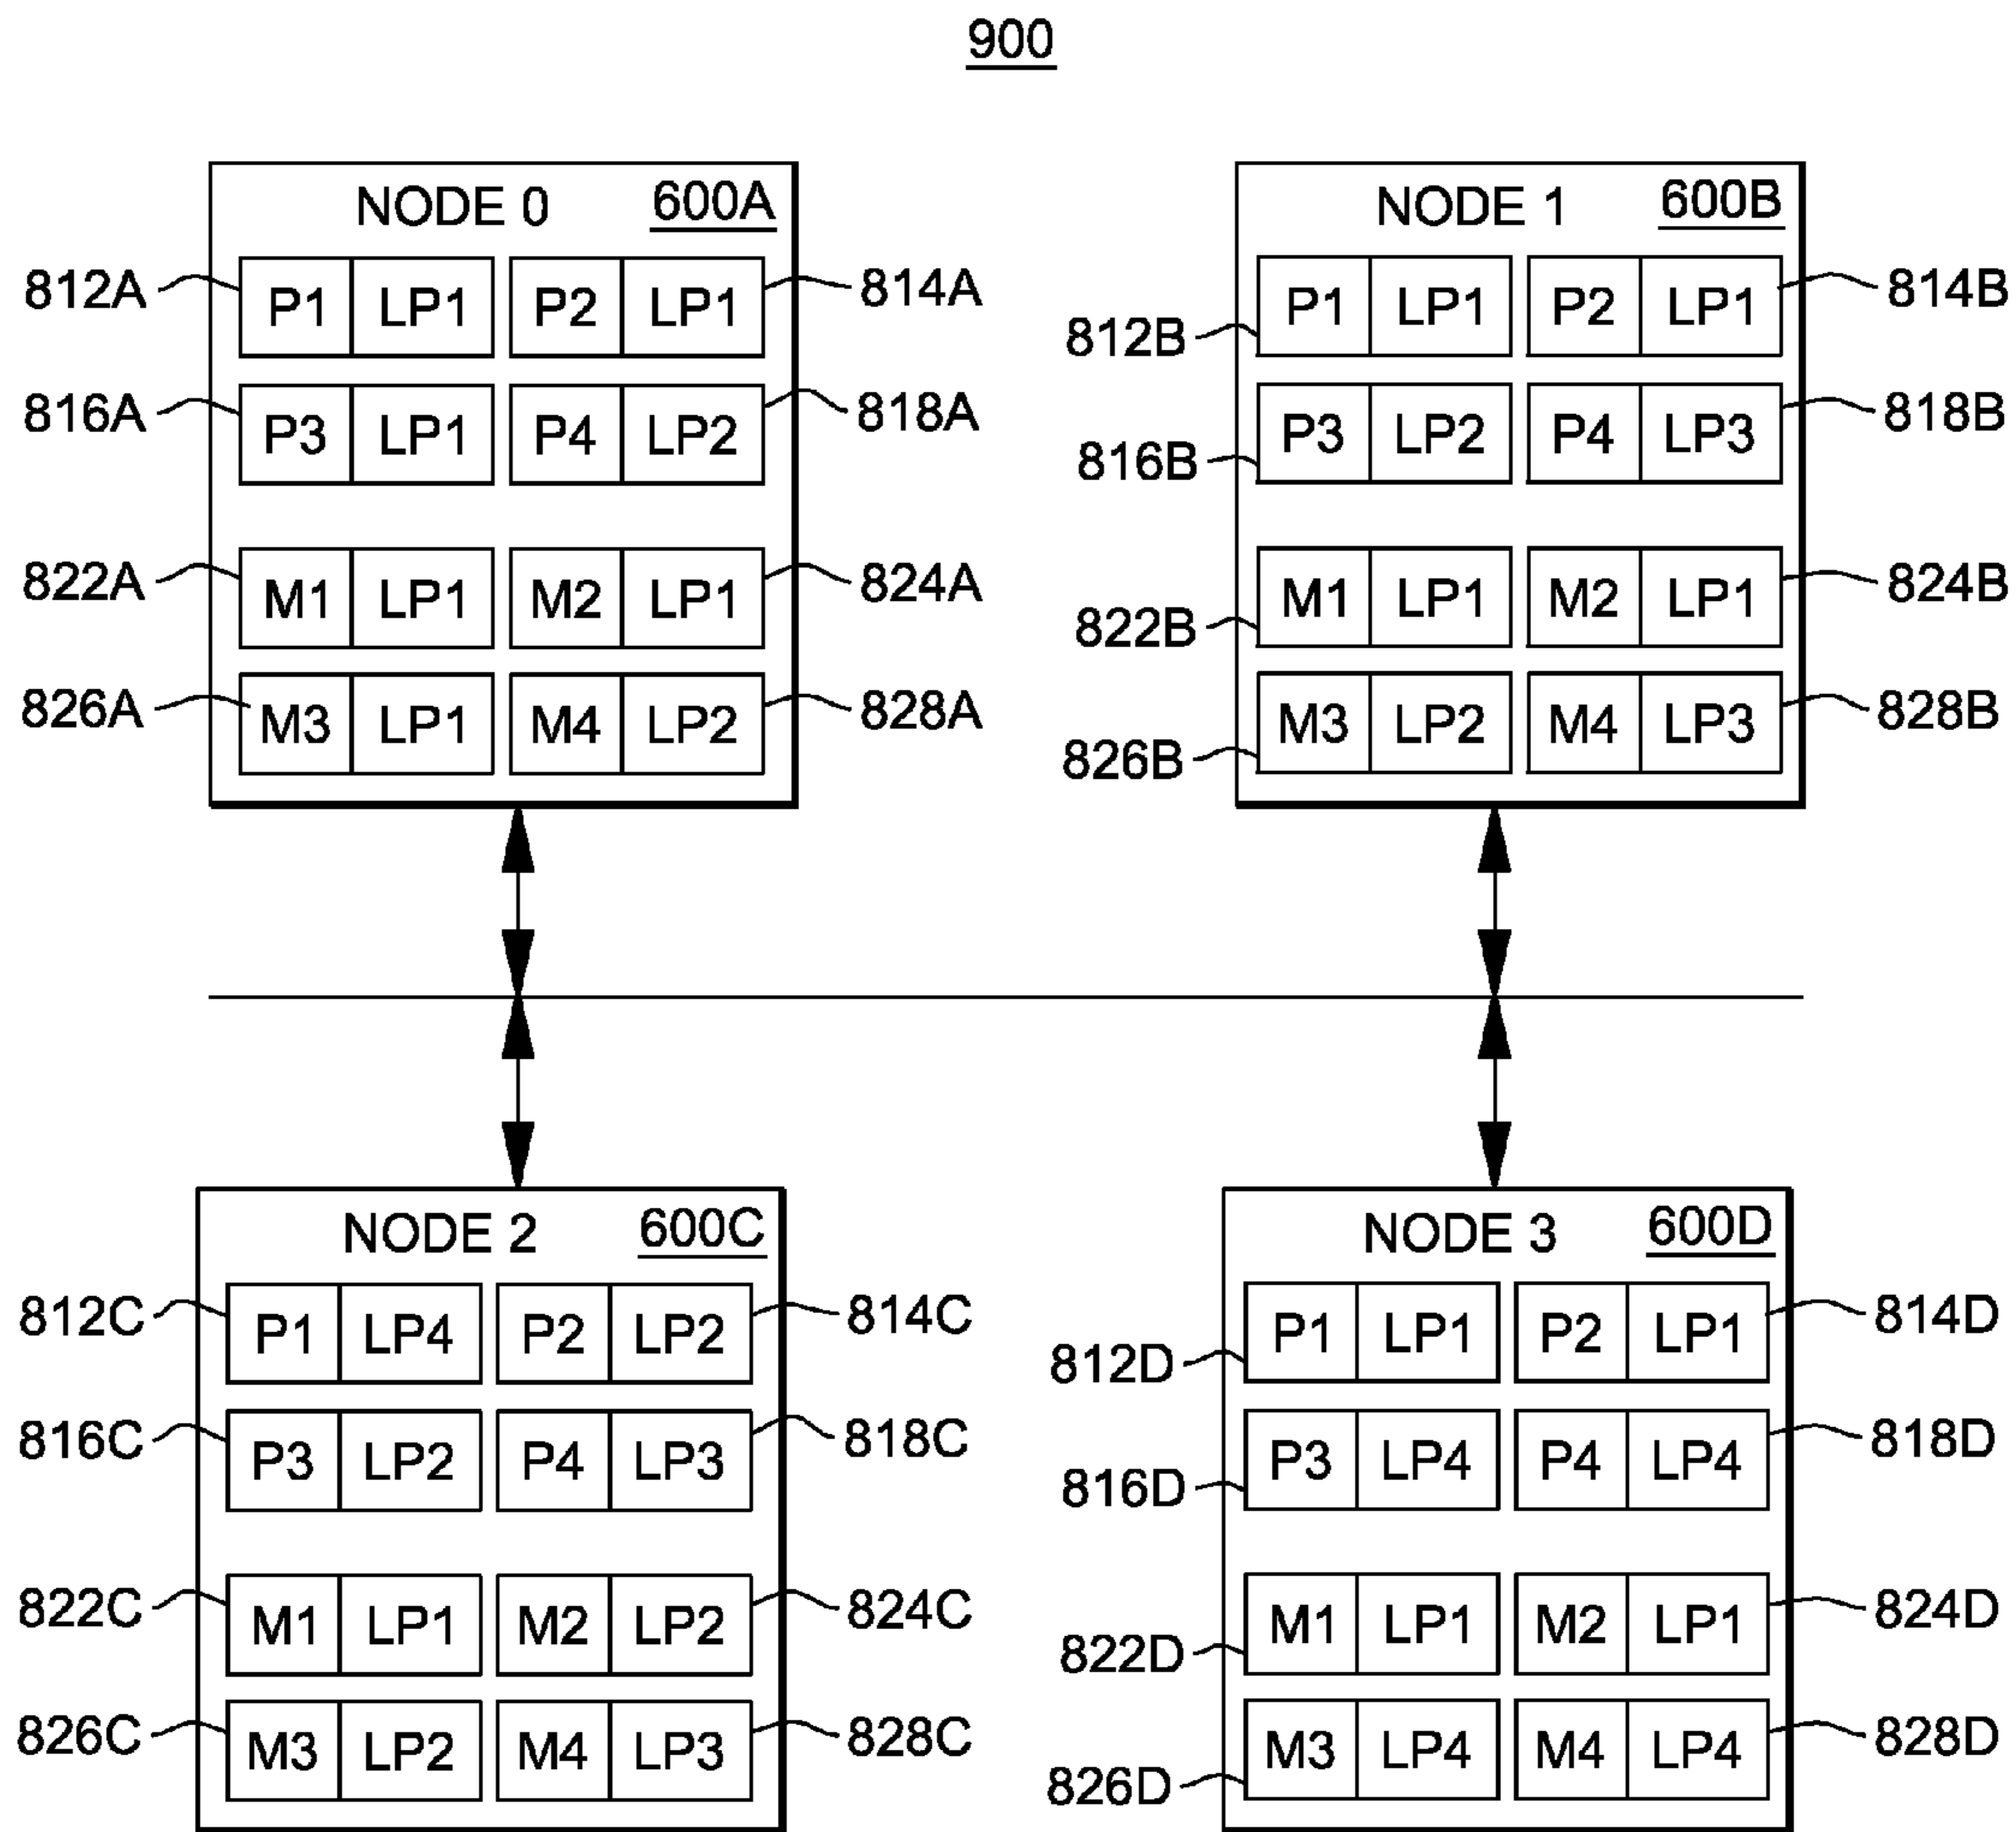 900
NODE 0 600A
812A P1 LP1 P2 LP1 814A
816A P3 LP1 P4 LP2 818A
822A M1 LP1 M2 LP1 824A
826A M3 LP1 M4 LP2 828A
NODE 1 600B
812B P1 LP1 P2 LP1 814B
816B P3 LP2 P4 LP3 818B
822B M1 LP1 M2 LP1 824B
826B M3 LP2 M4 LP3 828B
NODE 2 600C
812C P1 LP4 P2 LP2 814C
816C P3 LP2 P4 LP3 818C
822C M1 LP1 M2 LP2 824C
826C M3 LP2 M4 LP3 828C
NODE 3 600D
812D P1 LP1 P2 LP1 814D
816D P3 LP4 P4 LP4 818D
822D M1 LP1 M2 LP1 824D
826D M3 LP4 M4 LP4 828D